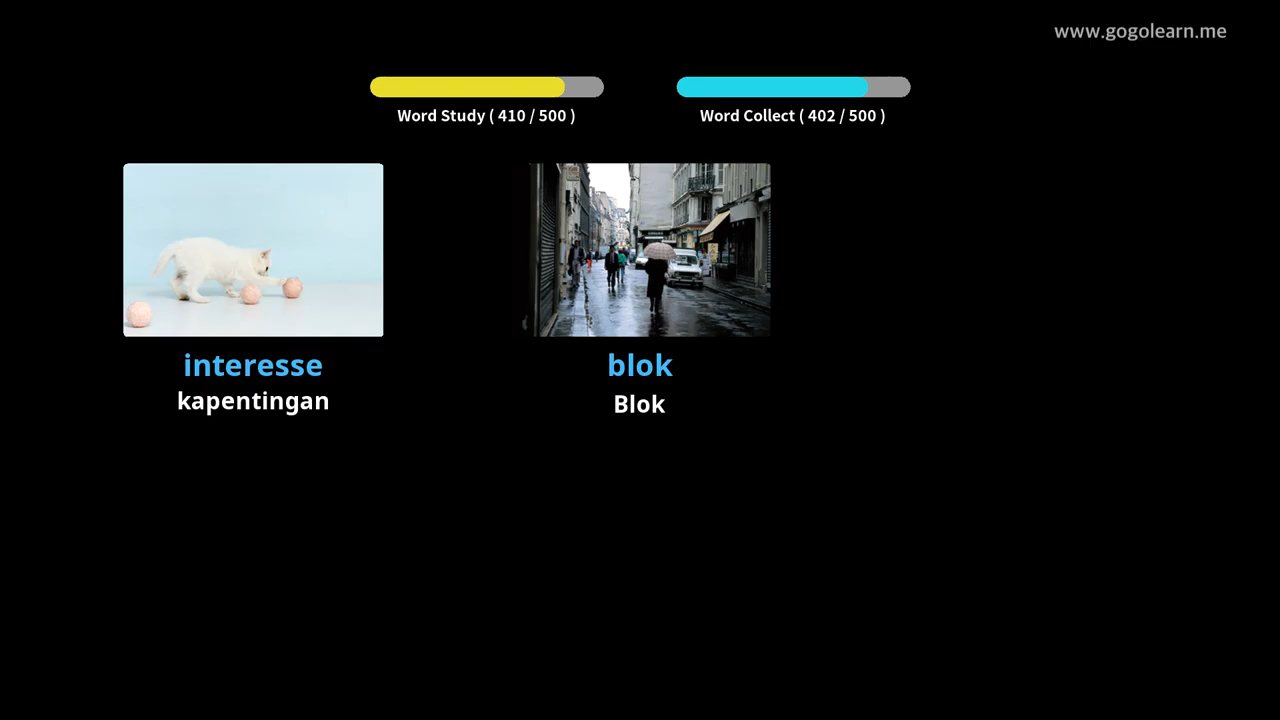 www.gogolearn.me
Word Study ( 410 / 500 )
Word Collect ( 402 / 500 )
interesse
kapentingan
blok
Blok